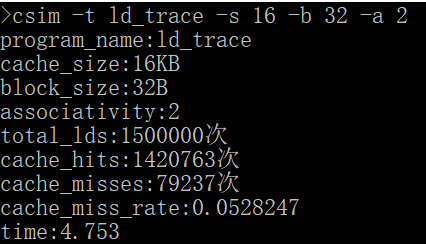 >csim -t ld_trace -s 16 -b 32 -a 2
program_name:ld_trace
cache_size:16KB
block_size:32B
associativity:2
total_lds:1500000次
cache_hits:1420763次
cache_misses:79237次
cache_miss_rate:0.0528247
time:4.753